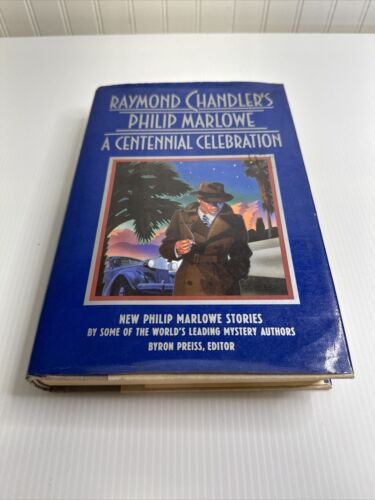 RAYMOND CHANDLER'S
PHILIP MARLOWE
A CENTENNIAL CELEBRATION
NEW PHILIP MARLOWE STORIES
BY SOME OF THE WORLD'S LEADING MYSTERY AUTHORS
BYRON PREISS, EDITOR